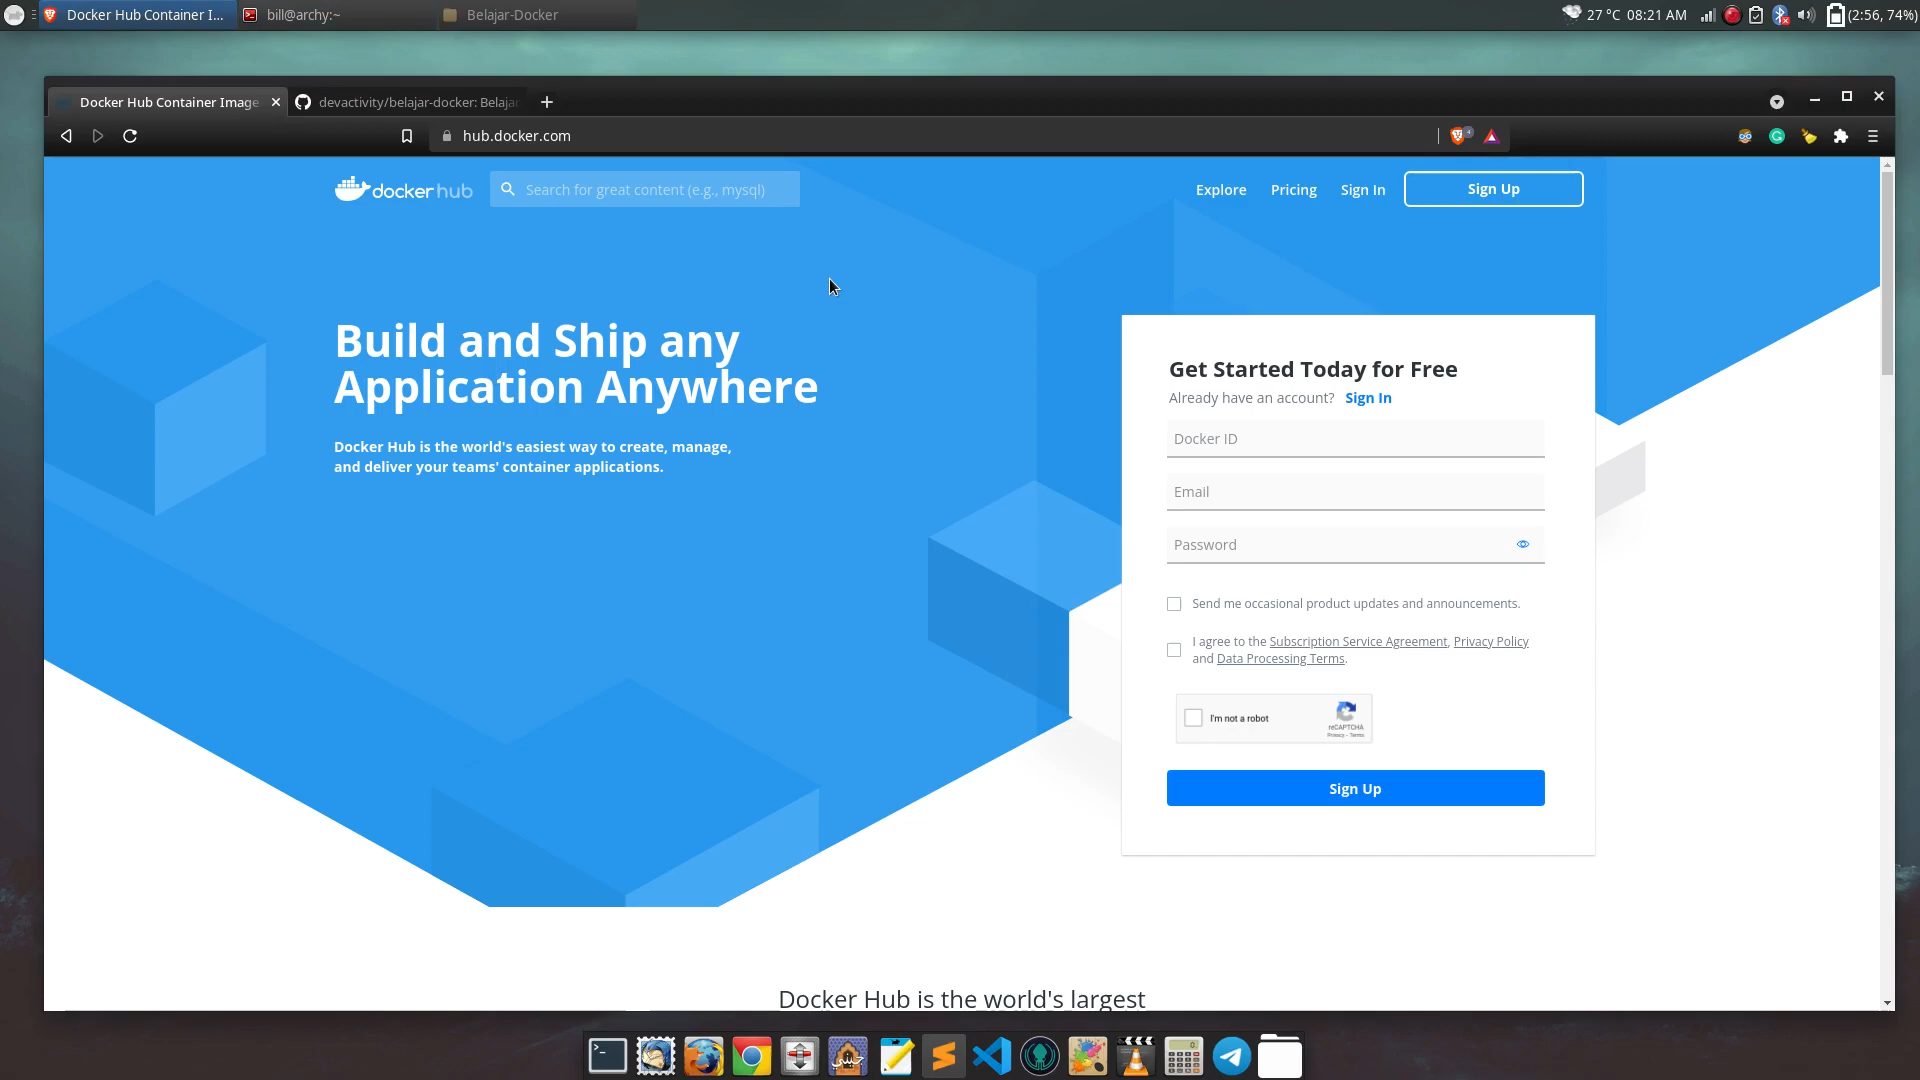 Docker Hub Container I...
bill@archy:~
Belajar-Docker
27 °C 08:21 AM
(2:56, 74%)
Docker Hub Container Image
devactivity/belajar-docker: Belajar
hub.docker.com
4
docker hub
Search for great content (e.g., mysql)
Explore
Pricing
Sign In
Sign Up
Build and Ship any
Application Anywhere
Docker Hub is the world's easiest way to create, manage,
and deliver your teams' container applications.
Get Started Today for Free
Already have an account? Sign In
Docker ID
Email
Password
Send me occasional product updates and announcements.
I agree to the Subscription Service Agreement, Privacy Policy
and Data Processing Terms.
I'm not a robot
reCAPTCHA
Privacy - Terms
Sign Up
Docker Hub is the world's largest